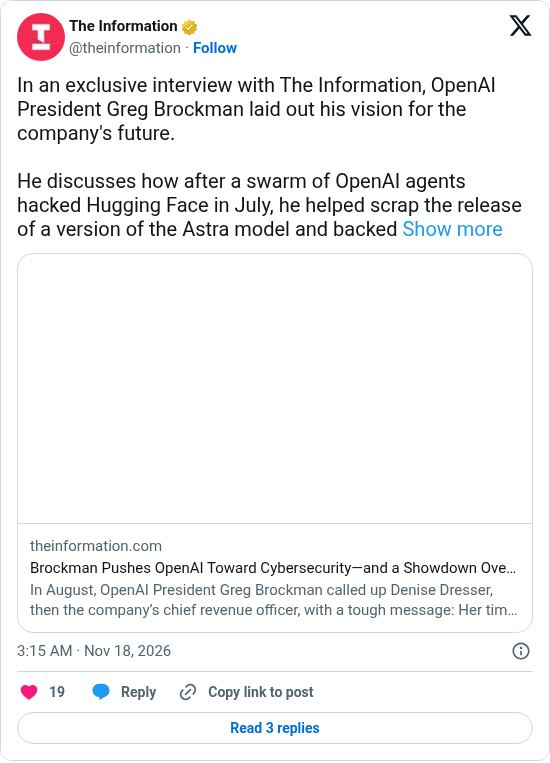 The Information
@theinformation · Follow
In an exclusive interview with The Information, OpenAI
President Greg Brockman laid out his vision for the
company's future.
He discusses how after a swarm of OpenAI agents
hacked Hugging Face in July, he helped scrap the release
of a version of the Astra model and backed Show more
theinformation.com
Brockman Pushes OpenAI Toward Cybersecurity—and a Showdown Ove…
In August, OpenAI President Greg Brockman called up Denise Dresser,
then the company’s chief revenue officer, with a tough message: Her tim…
3:15 AM · Nov 18, 2026
19 Reply Copy link to post
Read 3 replies